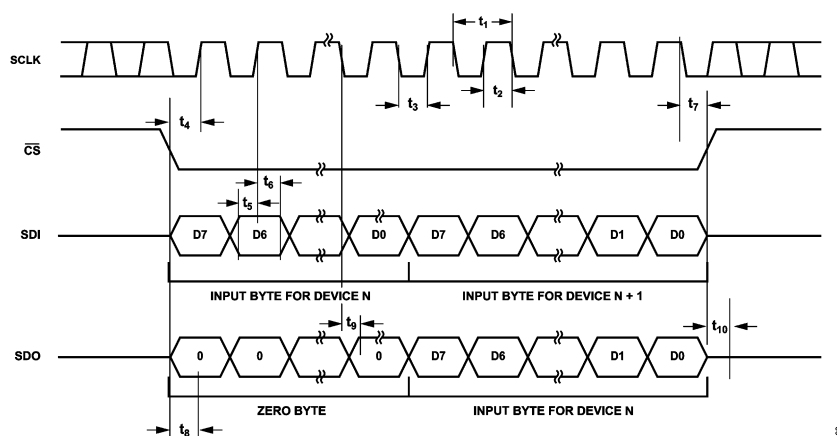 t1
SCLK
t2
t3
t7
t4
CS
t6
t5
SDI
D7
D6
D0
D7
D6
D1
D0
INPUT BYTE FOR DEVICE N
INPUT BYTE FOR DEVICE N + 1
t9
t10
SDO
0
0
0
D7
D6
D1
D0
ZERO BYTE
INPUT BYTE FOR DEVICE N
t8